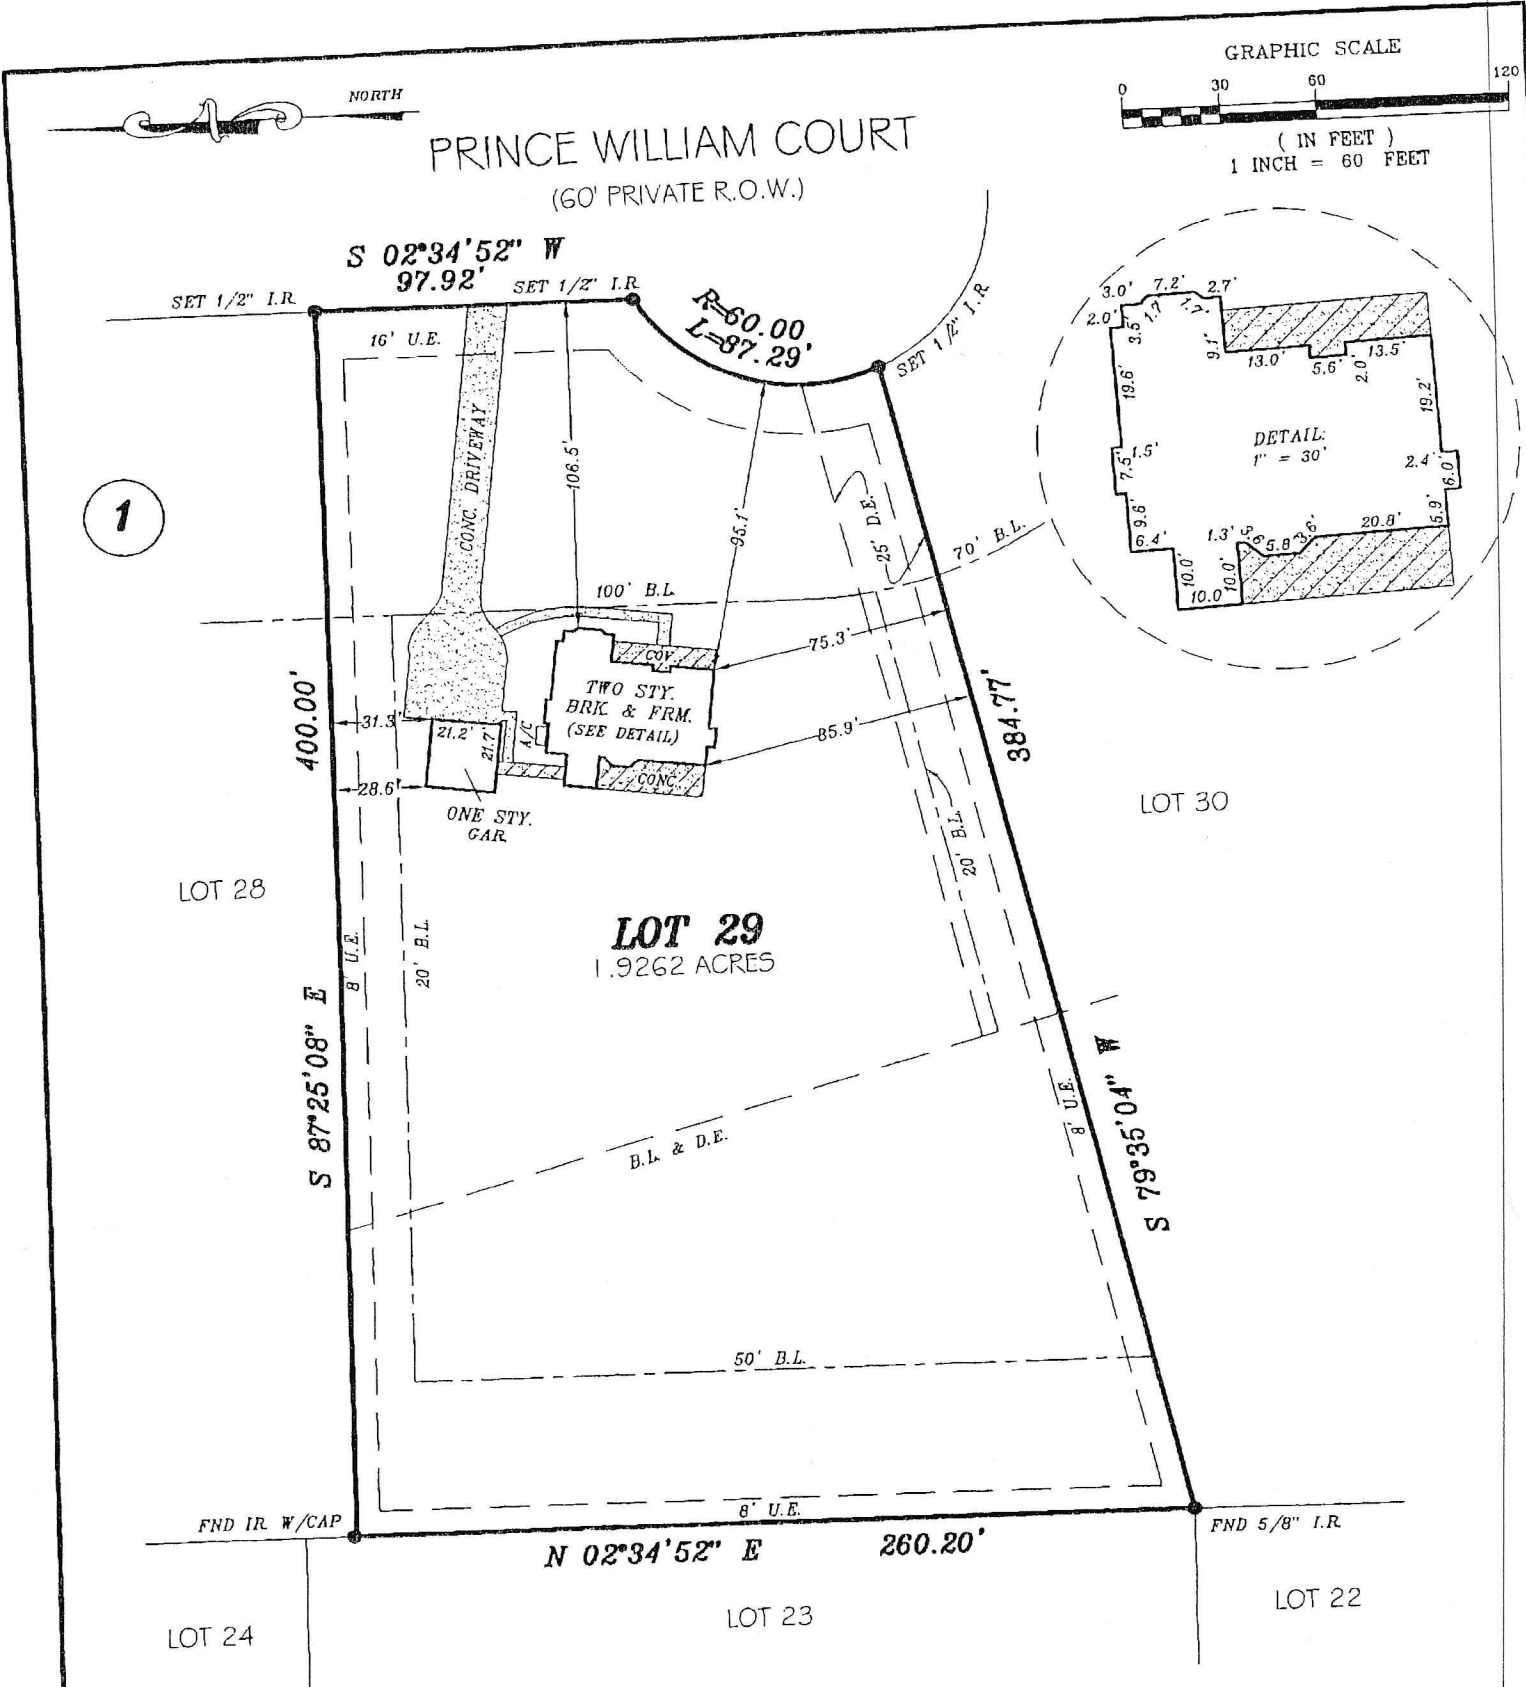 NORTH
PRINCE WILLIAM COURT
(60' PRIVATE R.O.W.)
GRAPHIC SCALE
0 30 60 120
( IN FEET )
1 INCH = 60 FEET
S 02°34'52" W
97.92'
SET 1/2" I.R.
SET 1/2" I.R.
R=60.00
L=87.29'
SET 1/2" I.R.
16' U.E.
CONC. DRIVEWAY
106.5'
95.1'
25' D.E.
70' B.L.
100' B.L.
75.3'
85.9'
3.0'
7.2'
2.7'
2.0'
3.5'
1.7'
1.7'
9.1'
13.0'
5.6'
2.0'
13.5'
19.6'
19.2'
DETAIL:
1" = 30'
1.5'
7.5'
2.4'
6.0'
9.6'
5.9'
6.4'
1.3'
3.6'
5.8'
3.6'
20.8'
10.0'
10.0'
10.0'
1
COV.
TWO STY.
BRK. & FRM.
(SEE DETAIL)
CONC.
A/C
31.3'
21.2'
21.7'
28.6'
ONE STY.
GAR.
400.00'
384.77'
20' B.L.
LOT 30
LOT 28
LOT 29
1.9262 ACRES
8' U.E.
20' B.L.
S 87°25'08" E
S 79°35'04" W
8' U.E.
B.L. & D.E.
50' B.L.
8' U.E.
FND I.R. W/CAP
FND 5/8" I.R.
N 02°34'52" E 260.20'
LOT 24
LOT 23
LOT 22